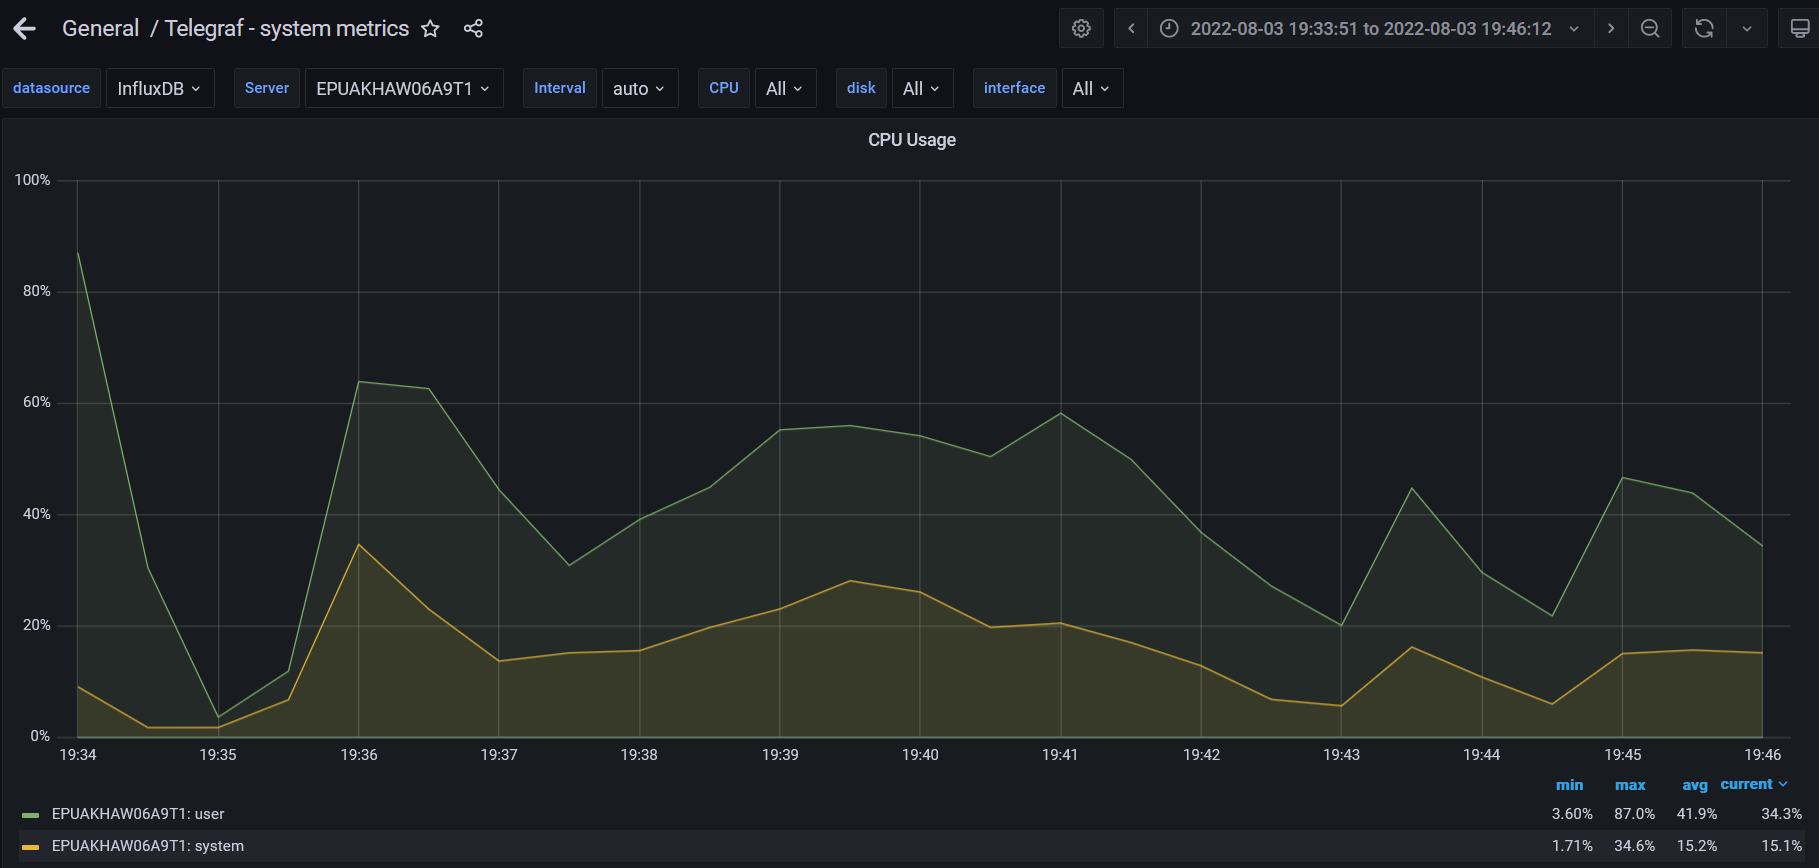 General / Telegraf - system metrics 2022-08-03 19:33:51 to 2022-08-03 19:46:12
datasource InfluxDB Server EPUAKHAW06A9T1 Interval auto CPU All disk All interface All
CPU Usage
100%
80%
60%
40%
20%
0%
19:34 19:35 19:36 19:37 19:38 19:39 19:40 19:41 19:42 19:43 19:44 19:45 19:46
min max avg current
EPUAKHAW06A9T1: user 3.60% 87.0% 41.9% 34.3%
EPUAKHAW06A9T1: system 1.71% 34.6% 15.2% 15.1%